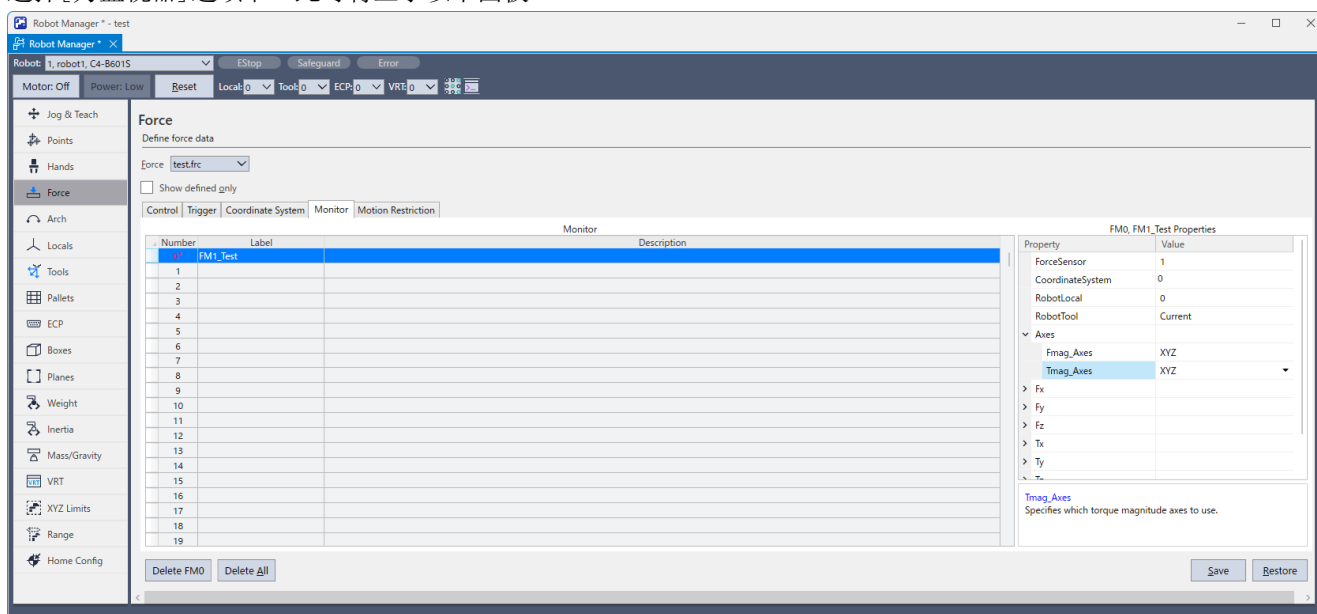 Robot Manager * - test
Robot Manager *
Robot: 1, robot1, C4-B601S EStop Safeguard Error
Motor: Off Power: Low Reset Local: 0 Tool: 0 ECP: 0 VRT: 0
Jog & Teach
Points
Hands
Force
Arch
Locals
Tools
Pallets
ECP
Boxes
Planes
Weight
Inertia
Mass/Gravity
VRT
XYZ Limits
Range
Home Config
Force
Define force data
Force test.frc
Show defined only
Control Trigger Coordinate System Monitor Motion Restriction
Monitor
Number Label Description
0* FM1_Test
1
2
3
4
5
6
7
8
9
10
11
12
13
14
15
16
17
18
19
FM0, FM1_Test Properties
Property Value
ForceSensor 1
CoordinateSystem 0
RobotLocal 0
RobotTool Current
Axes
Fmag_Axes XYZ
Tmag_Axes XYZ
Fx
Fy
Fz
Tx
Ty
Tmag_Axes
Specifies which torque magnitude axes to use.
Delete FM0 Delete All Save Restore